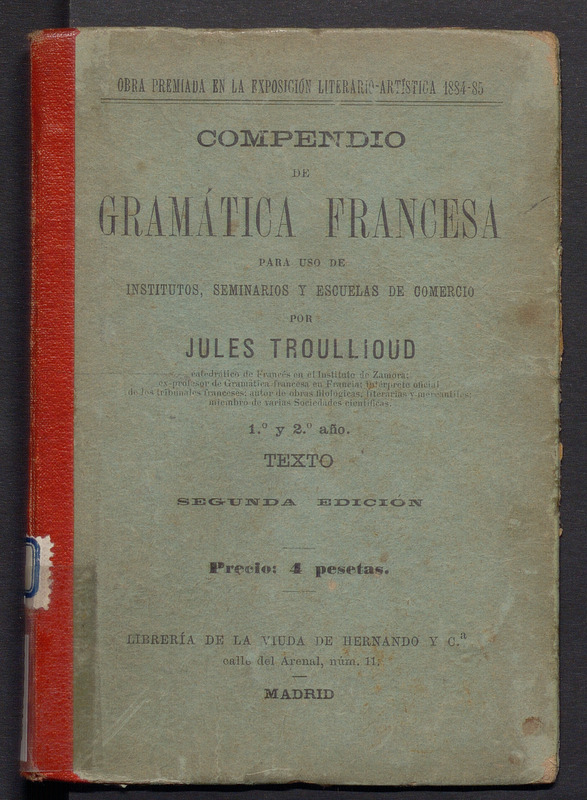 OBRA PREMIADA EN LA EXPOSICIÓN LITERARIO-ARTÍSTICA 1884-85
COMPENDIO
DE
GRAMÁTICA FRANCESA
PARA USO DE
INSTITUTOS, SEMINARIOS Y ESCUELAS DE COMERCIO
POR
JULES TROULLIOUD
catedrático de Francés en el Instituto de Zamora;
ex-profesor de Gramática francesa en Francia; intérprete oficial
de los tribunales franceses; autor de obras filológicas, literarias y mercantiles;
miembro de varias Sociedades científicas.
1.º y 2.º año.
TEXTO
SEGUNDA EDICIÓN
Precio: 4 pesetas.
LIBRERÍA DE LA VIUDA DE HERNANDO Y C.ª
calle del Arenal, núm. 11.
MADRID